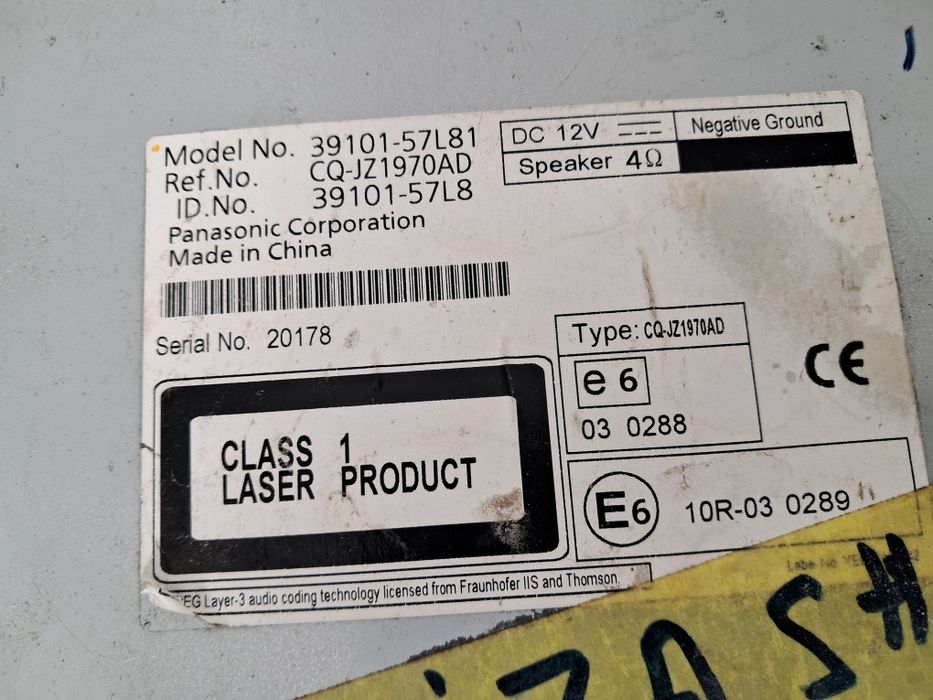 Model No. 39101-57L81
Ref.No. CQ-JZ1970AD
ID.No. 39101-57L8
Panasonic Corporation
Made in China
DC 12V
Negative Ground
Speaker 4Ω
Serial No. 20178
CLASS 1
LASER PRODUCT
Type: CQ-JZ1970AD
e 6
03 0288
CE
E6 10R-03 0289
Layer-3 audio coding technology licensed from Fraunhofer IIS and Thomson.